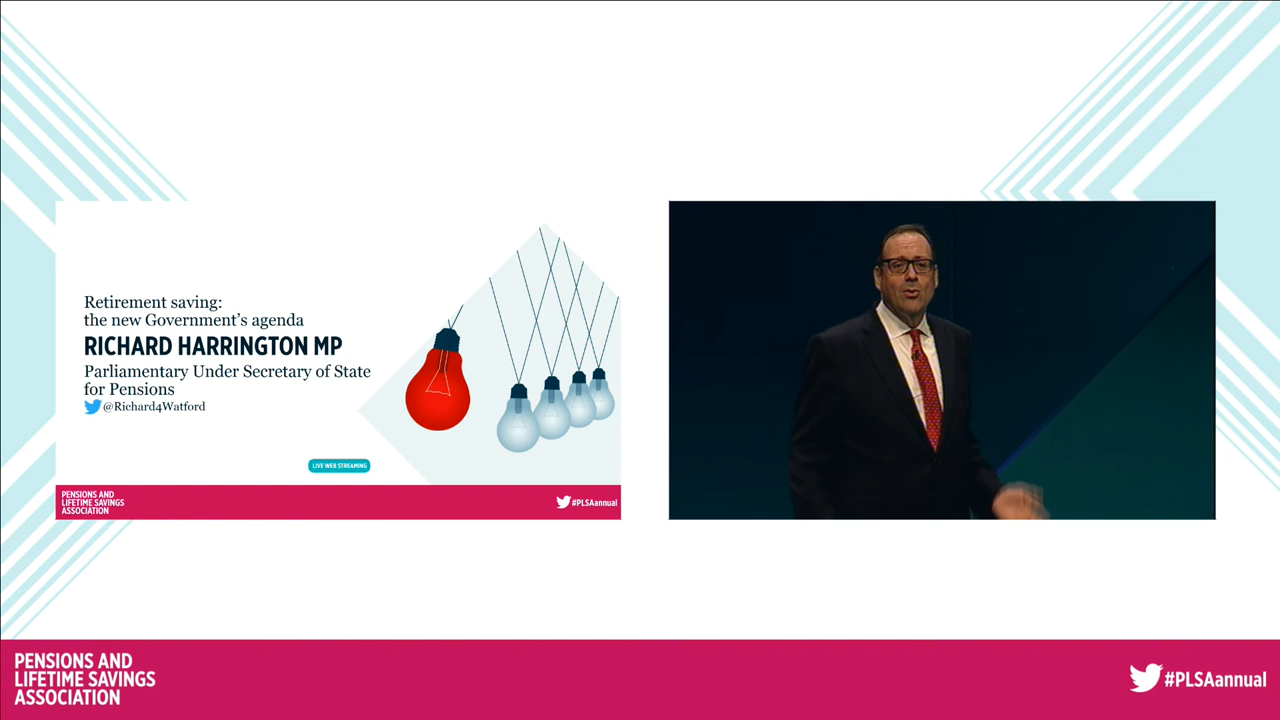 Retirement saving:
the new Government's agenda
RICHARD HARRINGTON MP
Parliamentary Under Secretary of State
for Pensions
@Richard4Watford
LIVE WEB STREAMING
PENSIONS AND
LIFETIME SAVINGS
ASSOCIATION
#PLSAannual
PENSIONS AND
LIFETIME SAVINGS
ASSOCIATION
#PLSAannual